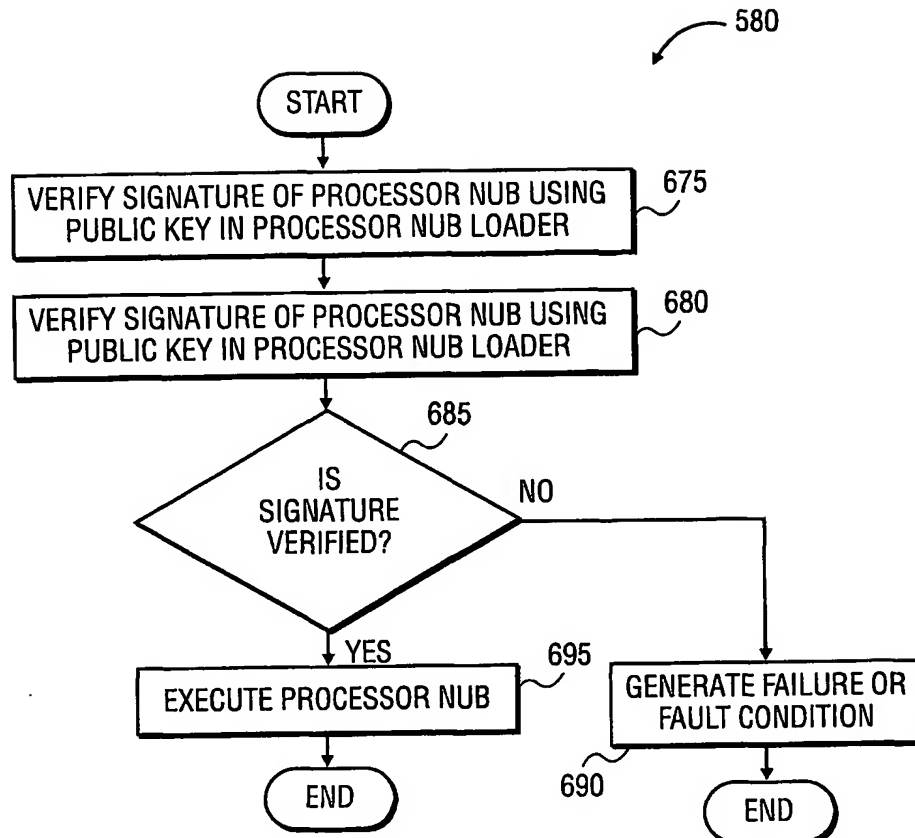 580
START
VERIFY SIGNATURE OF PROCESSOR NUB USING
PUBLIC KEY IN PROCESSOR NUB LOADER
675
VERIFY SIGNATURE OF PROCESSOR NUB USING
PUBLIC KEY IN PROCESSOR NUB LOADER
680
685
IS
SIGNATURE
VERIFIED?
NO
YES
EXECUTE PROCESSOR NUB
695
GENERATE FAILURE OR
FAULT CONDITION
690
END
END